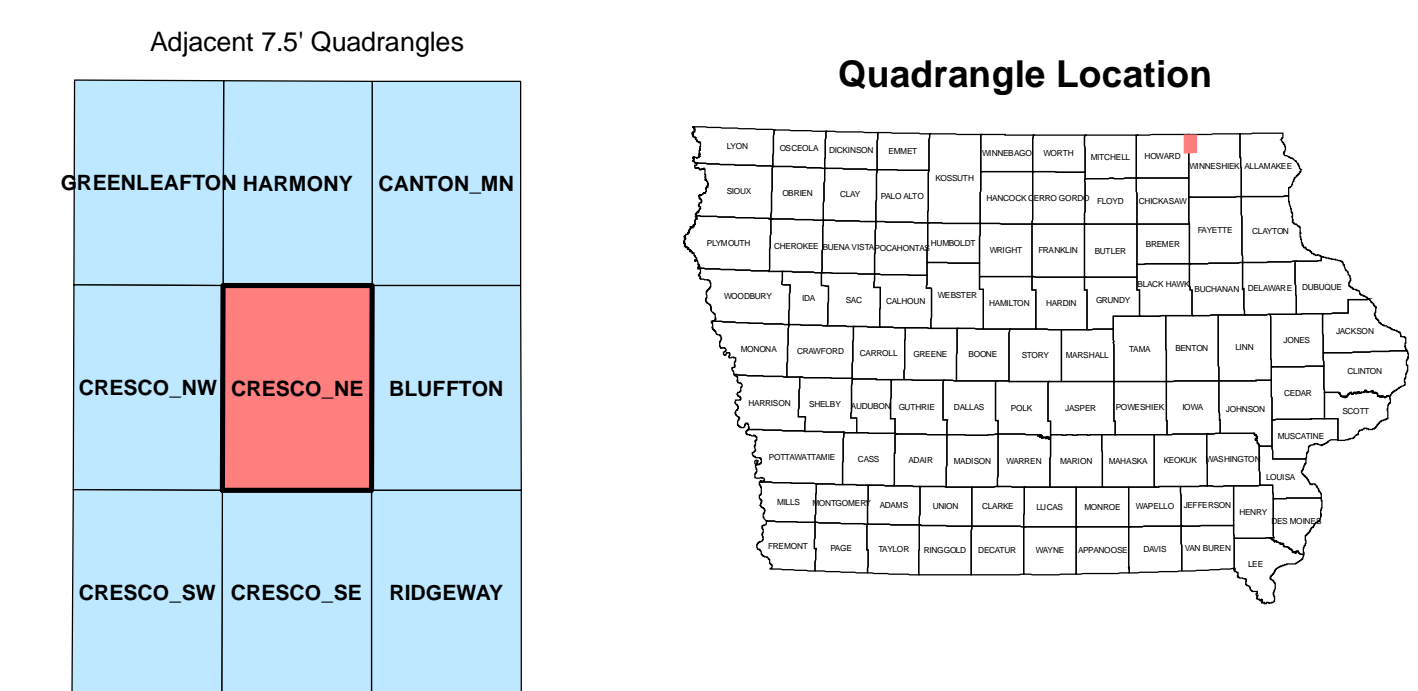 Adjacent 7.5' Quadrangles
GREENLEAFTON HARMONY CANTON_MN
CRESCO_NW CRESCO_NE BLUFFTON
CRESCO_SW CRESCO_SE RIDGEWAY
Quadrangle Location
LYON OSCEOLA DICKINSON EMMET WINNEBAGO WORTH MITCHELL HOWARD WINNESHIEK ALLAMAKEE
KOSSUTH
SIOUX OBRIEN CLAY PALO ALTO HANCOCK CERRO GORDO FLOYD CHICKASAW
FAYETTE CLAYTON
PLYMOUTH CHEROKEE BUENA VISTA POCAHONTAS HUMBOLDT WRIGHT FRANKLIN BUTLER BREMER
WOODBURY IDA SAC CALHOUN WEBSTER HAMILTON HARDIN GRUNDY BLACK HAWK BUCHANAN DELAWARE DUBUQUE
JACKSON
MONONA CRAWFORD CARROLL GREENE BOONE STORY MARSHALL TAMA BENTON LINN JONES
CLINTON
CEDAR
HARRISON SHELBY AUDUBON GUTHRIE DALLAS POLK JASPER POWESHIEK IOWA JOHNSON SCOTT
MUSCATINE
POTTAWATTAMIE CASS ADAIR MADISON WARREN MARION MAHASKA KEOKUK WASHINGTON
LOUISA
MILLS MONTGOMERY ADAMS UNION CLARKE LUCAS MONROE WAPELLO JEFFERSON HENRY
DES MOINES
FREMONT PAGE TAYLOR RINGGOLD DECATUR WAYNE APPANOOSE DAVIS VAN BUREN
LEE